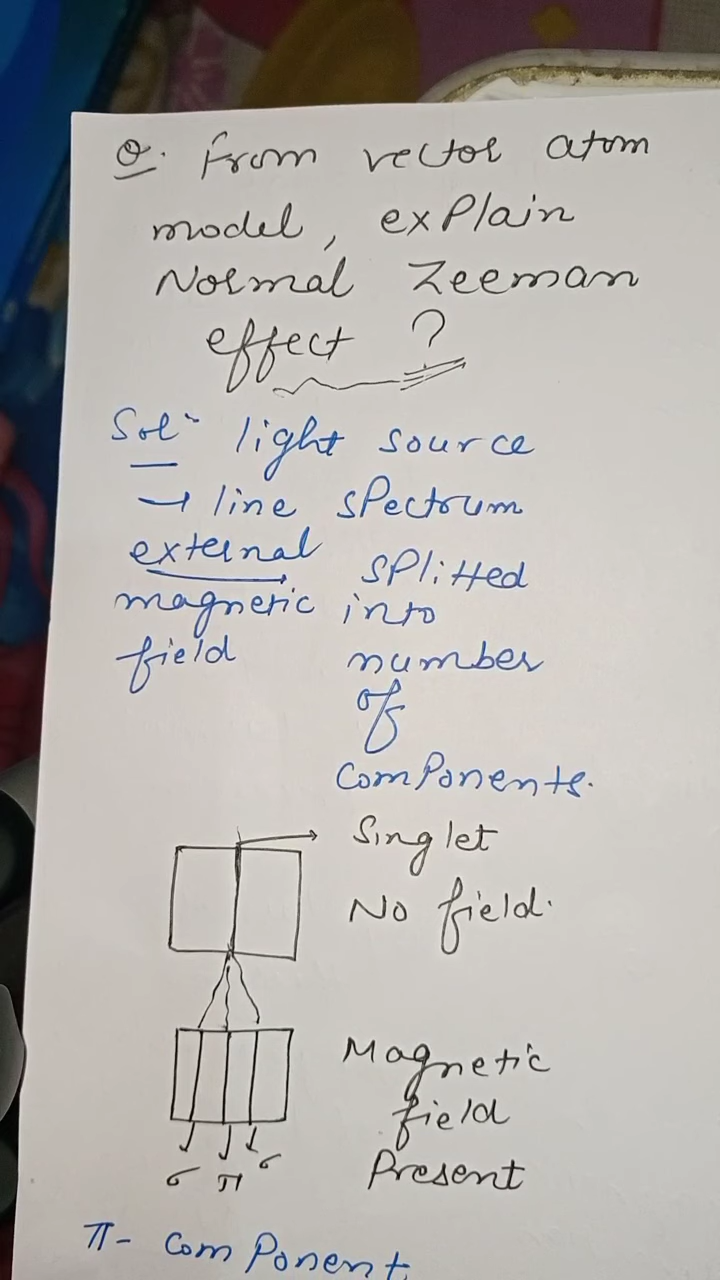 Q. From vector atom
model, explain
Normal Zeeman
effect ?
Sol- light source
→ line spectrum
external splitted
magnetic into
field number
of
components.
Singlet
No field.
Magnetic
field
Present
σ π σ
π- component